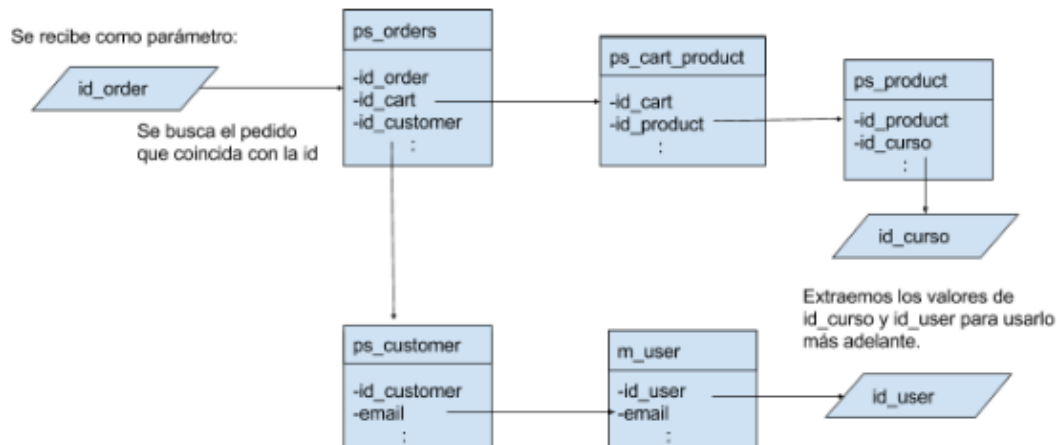 Se recibe como parámetro:
id_order
Se busca el pedido
que coincida con la id
ps_orders
-id_order
-id_cart
-id_customer
:
ps_cart_product
-id_cart
-id_product
:
ps_product
-id_product
-id_curso
:
id_curso
Extraemos los valores de
id_curso y id_user para usarlo
más adelante.
ps_customer
-id_customer
-email
:
m_user
-id_user
-email
:
id_user